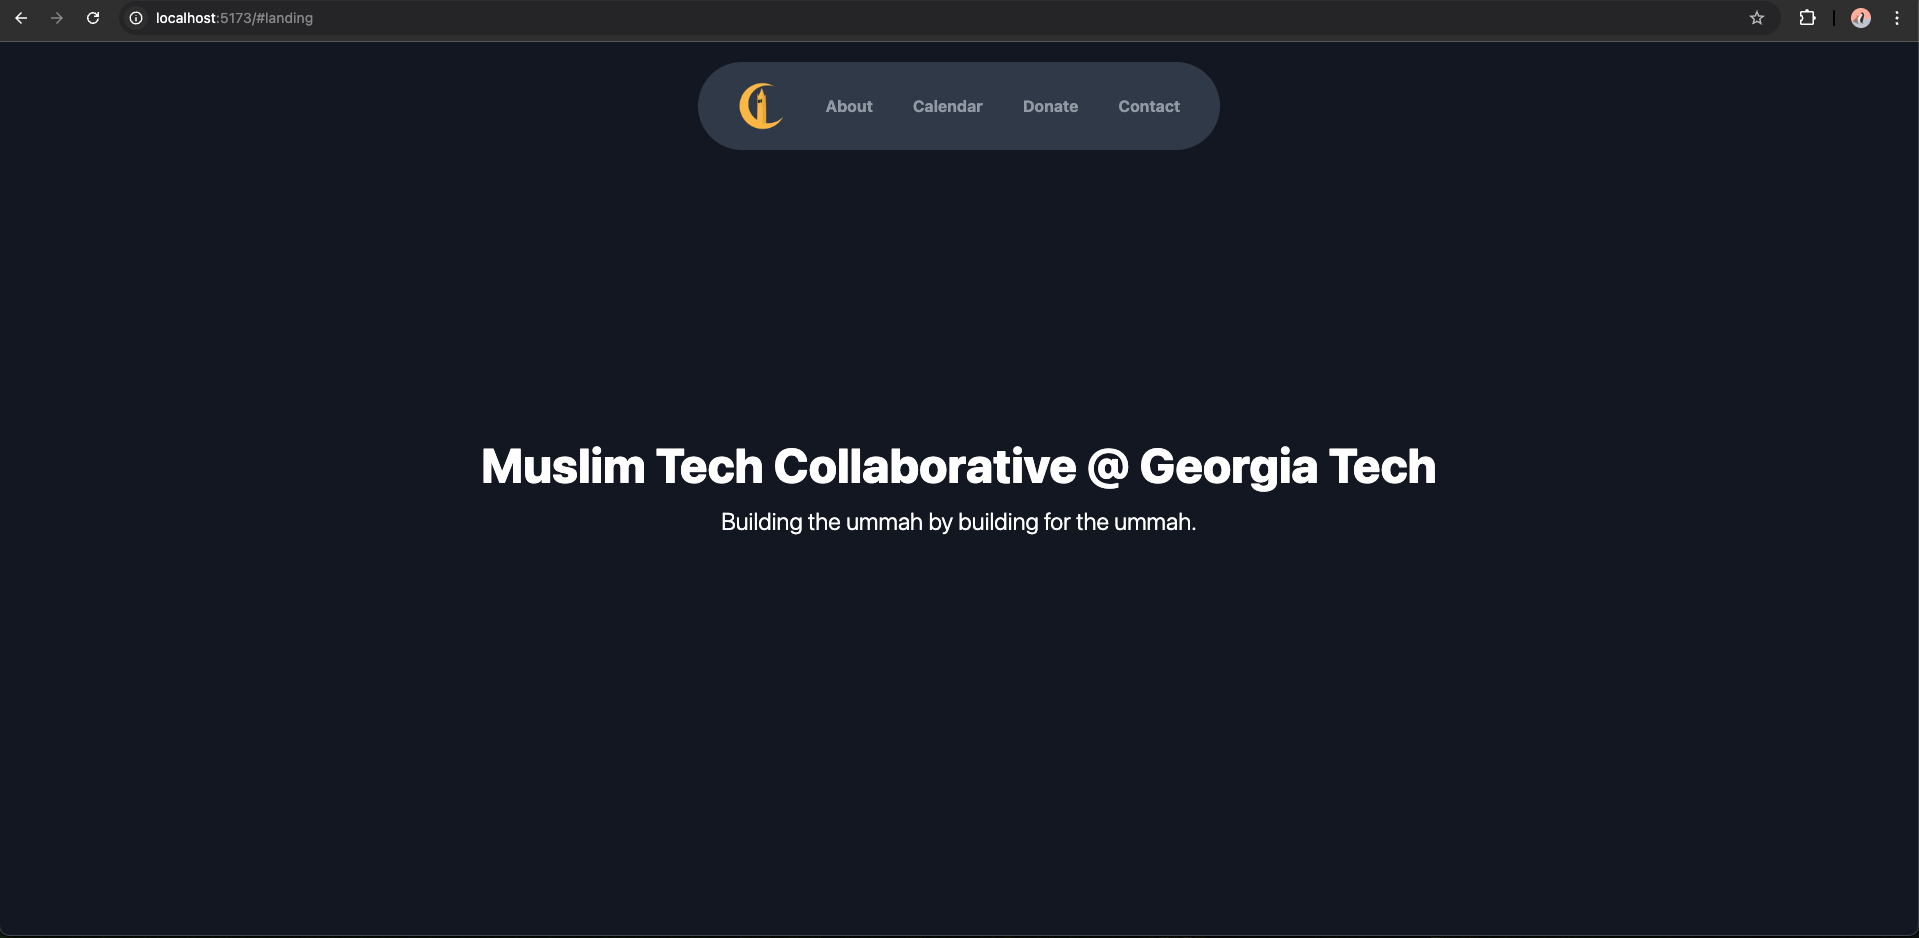 localhost:5173/#landing
About Calendar Donate Contact
Muslim Tech Collaborative @ Georgia Tech
Building the ummah by building for the ummah.